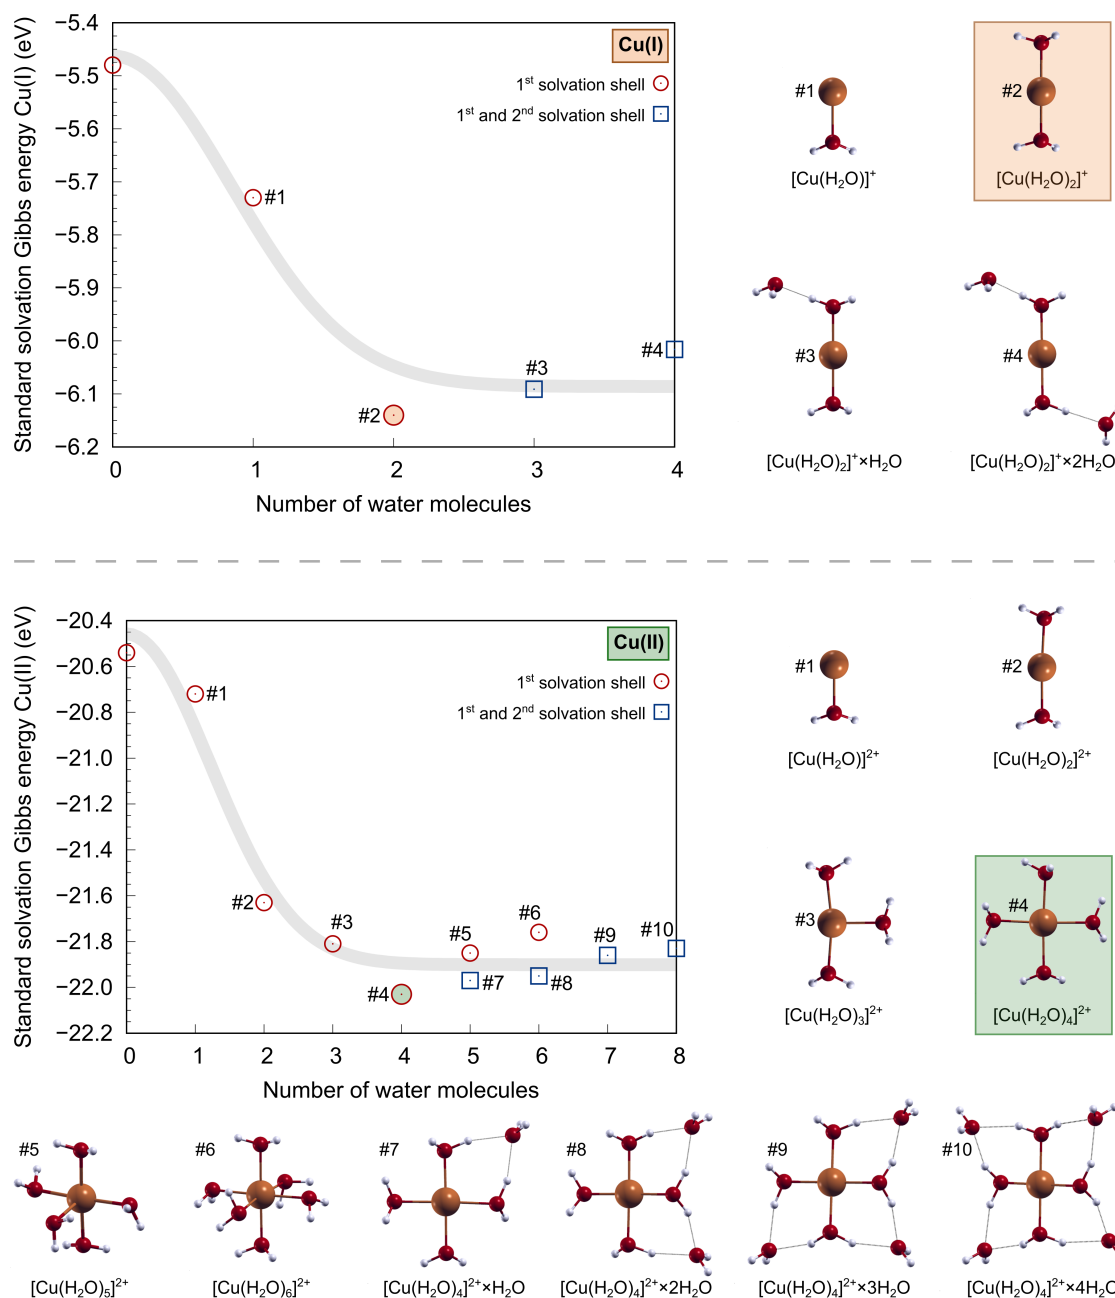 Standard solvation Gibbs energy Cu(I) (eV)
−5.4
−5.5
−5.6
−5.7
−5.8
−5.9
−6.0
−6.1
−6.2
0
1
2
3
4
Number of water molecules
Cu(I)
1st solvation shell
1st and 2nd solvation shell
#1
#2
#3
#4
#1
[Cu(H₂O)]⁺
#2
[Cu(H₂O)₂]⁺
#3
[Cu(H₂O)₂]⁺×H₂O
#4
[Cu(H₂O)₂]⁺×2H₂O
Standard solvation Gibbs energy Cu(II) (eV)
−20.4
−20.6
−20.8
−21.0
−21.2
−21.4
−21.6
−21.8
−22.0
−22.2
0
1
2
3
4
5
6
7
8
Number of water molecules
Cu(II)
1st solvation shell
1st and 2nd solvation shell
#1
#2
#3
#4
#5
#6
#7
#8
#9
#10
#1
[Cu(H₂O)]²⁺
#2
[Cu(H₂O)₂]²⁺
#3
[Cu(H₂O)₃]²⁺
#4
[Cu(H₂O)₄]²⁺
#5
[Cu(H₂O)₅]²⁺
#6
[Cu(H₂O)₆]²⁺
#7
[Cu(H₂O)₄]²⁺×H₂O
#8
[Cu(H₂O)₄]²⁺×2H₂O
#9
[Cu(H₂O)₄]²⁺×3H₂O
#10
[Cu(H₂O)₄]²⁺×4H₂O